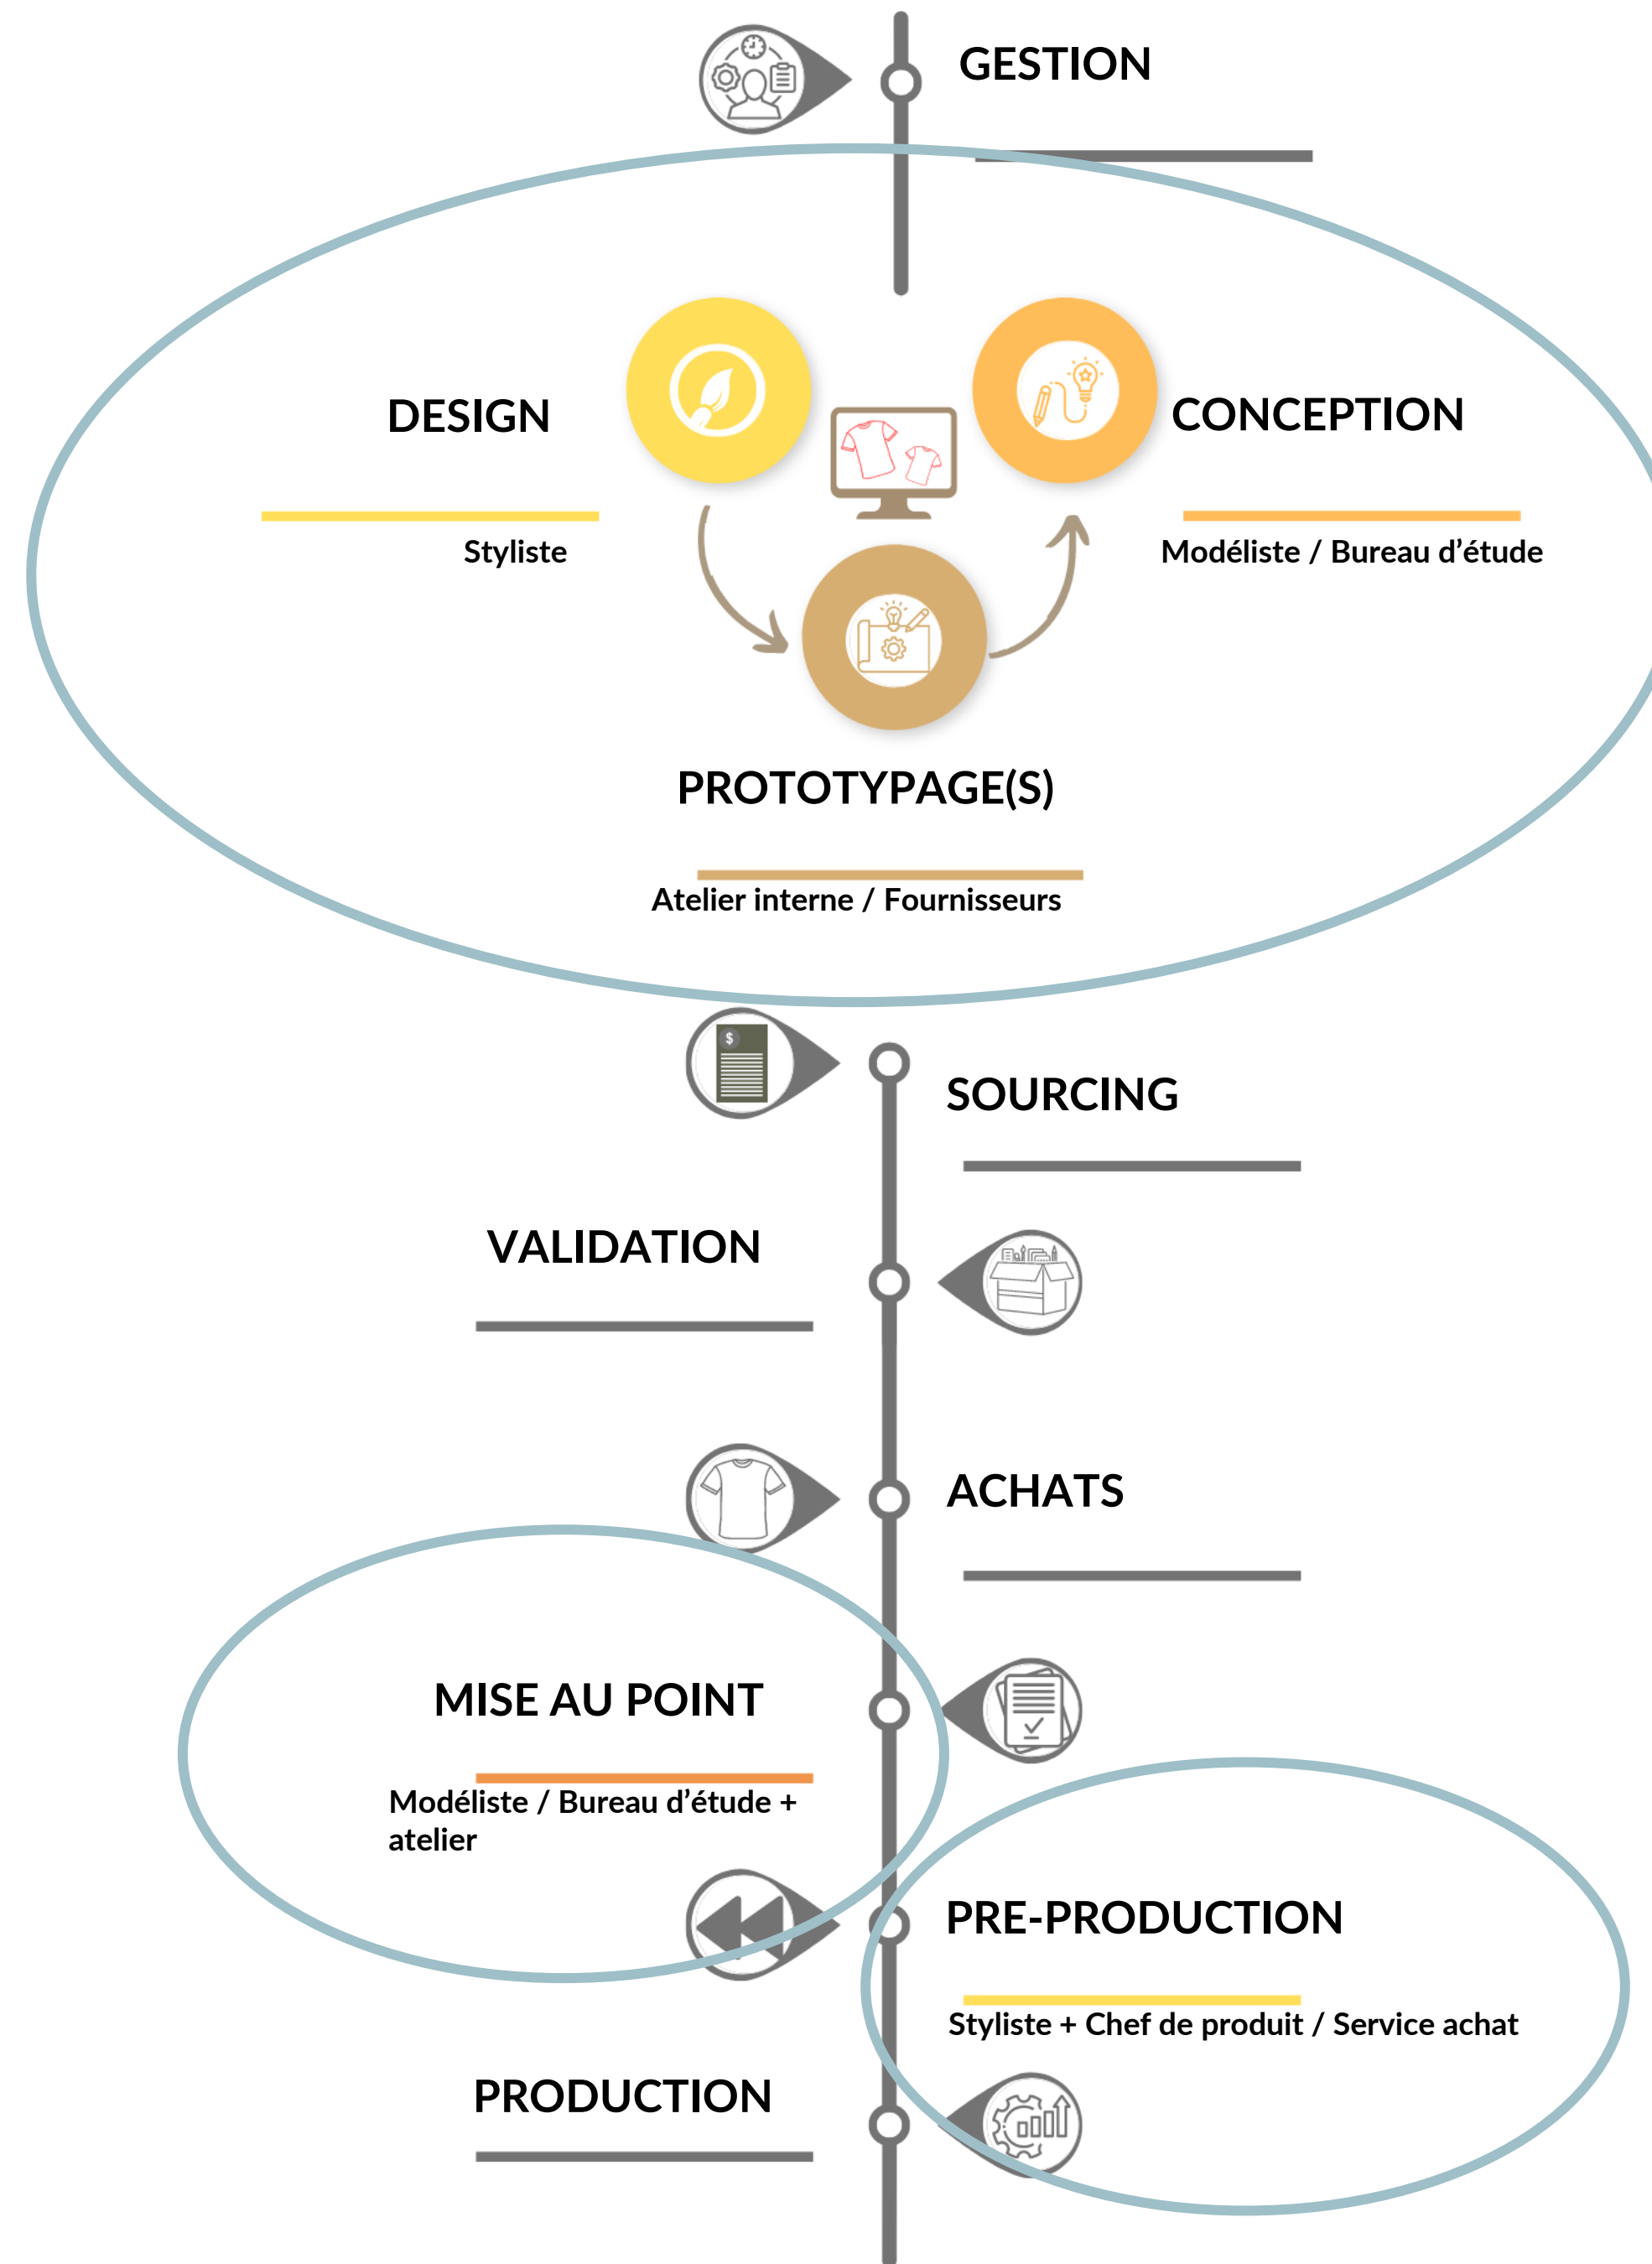 GESTION
DESIGN
CONCEPTION
Styliste
Modéliste / Bureau d’étude
PROTOTYPAGE(S)
Atelier interne / Fournisseurs
$
SOURCING
VALIDATION
ACHATS
MISE AU POINT
Modéliste / Bureau d’étude +
atelier
PRE-PRODUCTION
Styliste + Chef de produit / Service achat
PRODUCTION